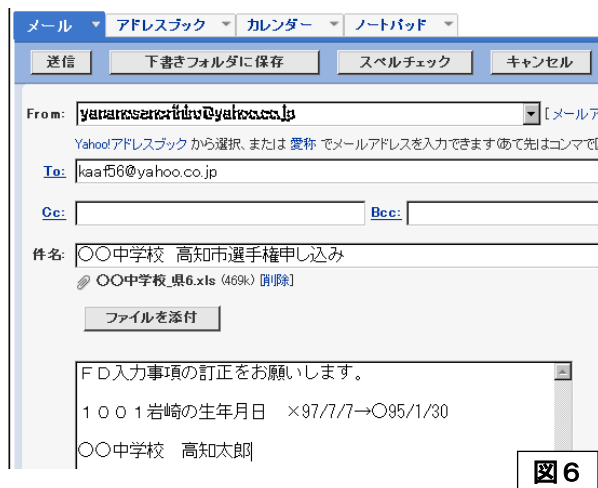 メール アドレスブック カレンダー ノートパッド
送信 下書きフォルダに保存 スペルチェック キャンセル
From: [メールア
Yahoo!アドレスブック から選択、または 愛称 でメールアドレスを入力できます(あて先はコンマで
To: kaaf56@yahoo.co.jp
Cc: Bcc:
件名: 〇〇中学校 高知市選手権申し込み
〇〇中学校_県6.xls (469k) [削除]
ファイルを添付
FD入力事項の訂正をお願いします。
1001岩崎の生年月日 ×97/7/7→〇95/1/30
〇〇中学校 高知太郎
図6